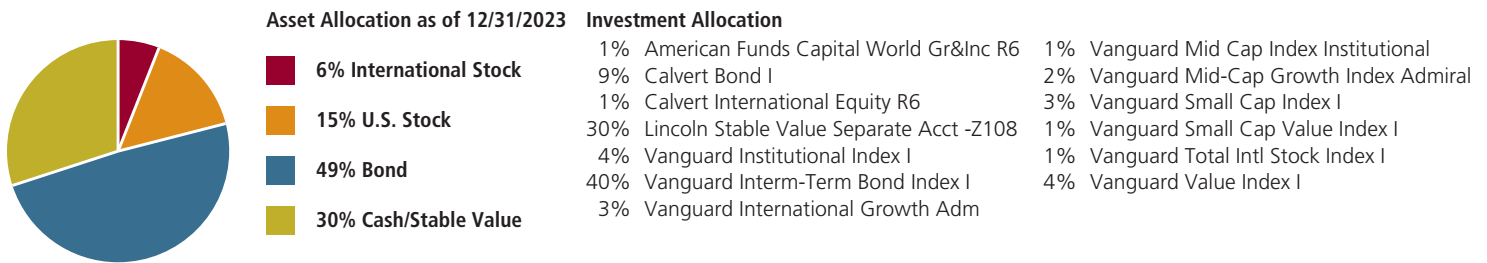 Asset Allocation as of 12/31/2023
6% International Stock
15% U.S. Stock
49% Bond
30% Cash/Stable Value
Investment Allocation
1% American Funds Capital World Gr&Inc R6
9% Calvert Bond I
1% Calvert International Equity R6
30% Lincoln Stable Value Separate Acct -Z108
4% Vanguard Institutional Index I
40% Vanguard Interm-Term Bond Index I
3% Vanguard International Growth Adm
1% Vanguard Mid Cap Index Institutional
2% Vanguard Mid-Cap Growth Index Admiral
3% Vanguard Small Cap Index I
1% Vanguard Small Cap Value Index I
1% Vanguard Total Intl Stock Index I
4% Vanguard Value Index I